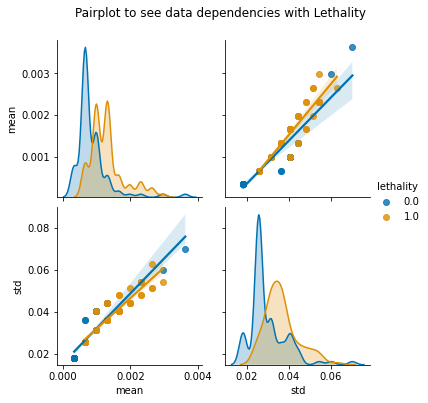 Pairplot to see data dependencies with Lethality
0.003
0.002
0.001
mean
lethality
0.0
1.0
0.08
0.06
0.04
0.02
std
0.000 0.002 0.004
0.02 0.04 0.06
mean
std